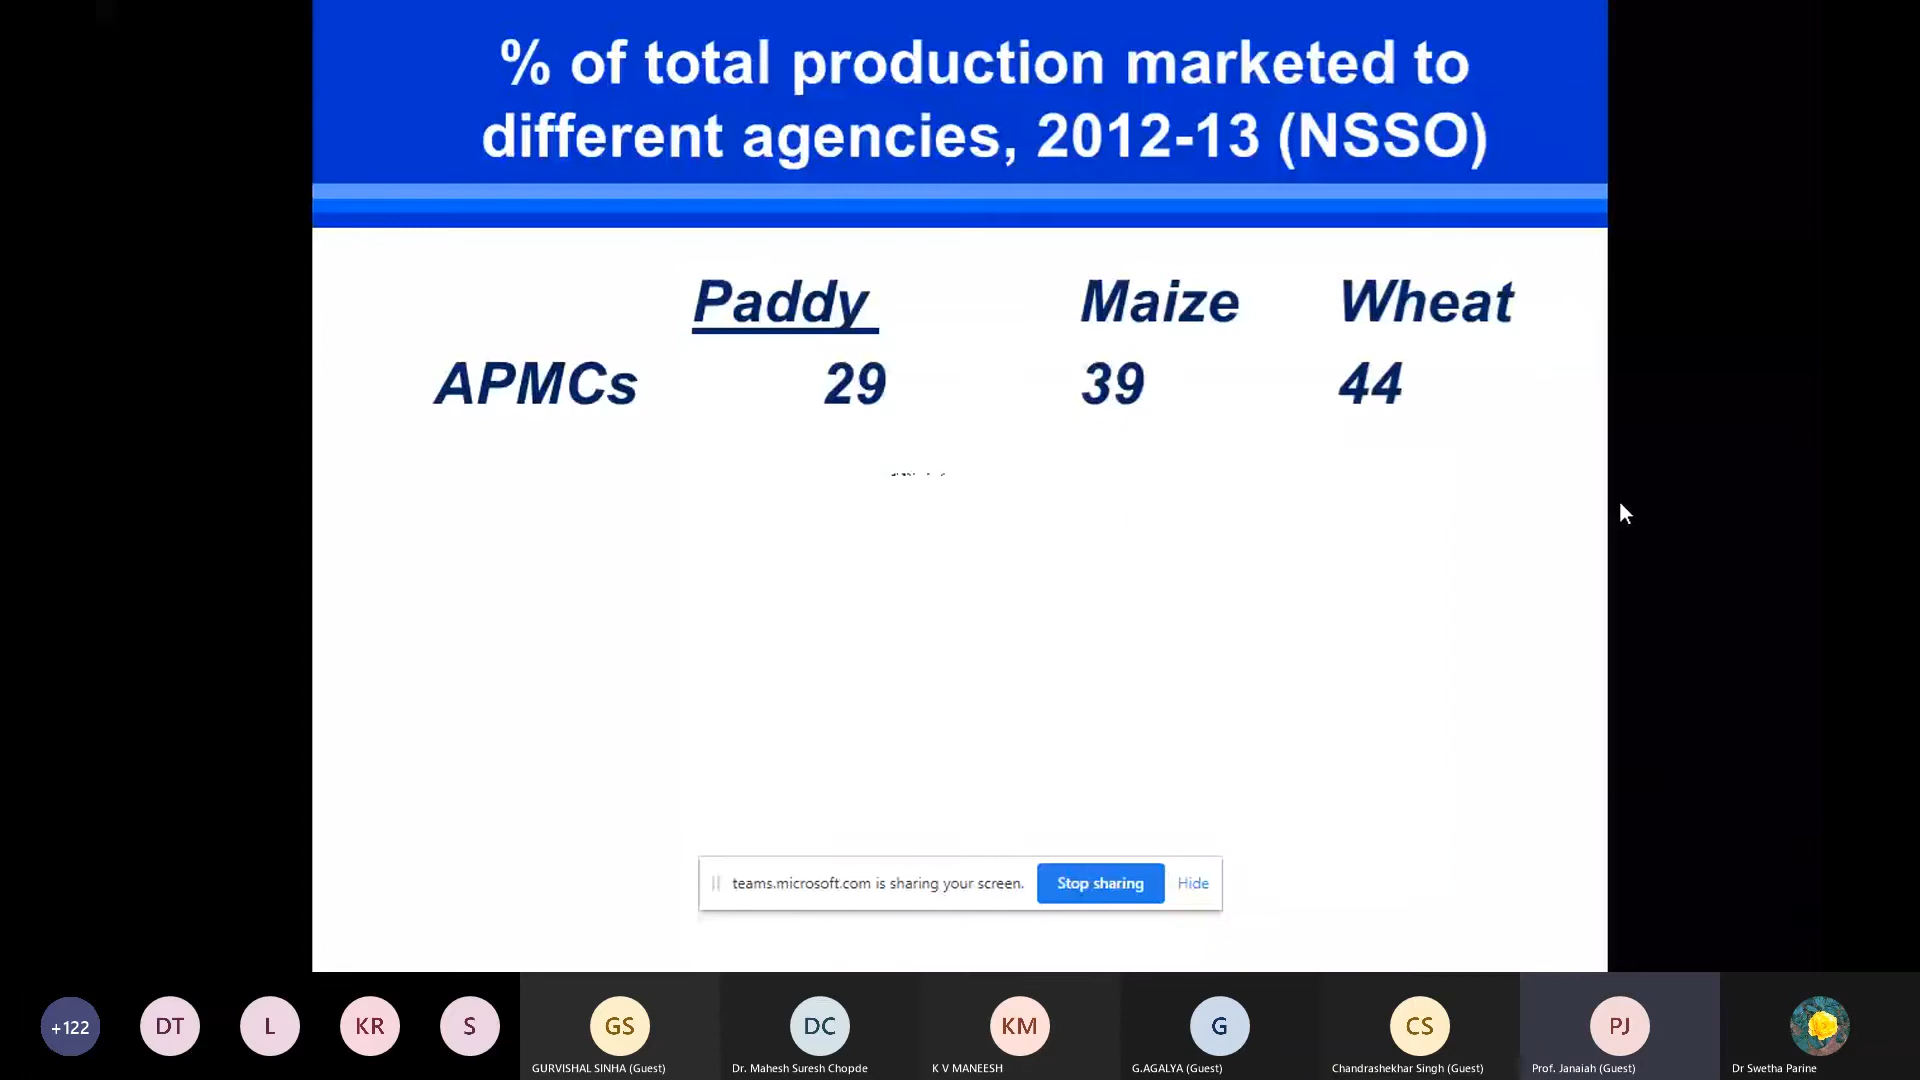 % of total production marketed to
different agencies, 2012-13 (NSSO)
Paddy Maize Wheat
APMCs 29 39 44
teams.microsoft.com is sharing your screen. Stop sharing Hide
+122 DT L KR S GS DC KM G CS PJ
GURVISHAL SINHA (Guest) Dr. Mahesh Suresh Chopde K V MANEESH G.AGALYA (Guest) Chandrashekhar Singh (Guest) Prof. Janaiah (Guest) Dr Swetha Parine